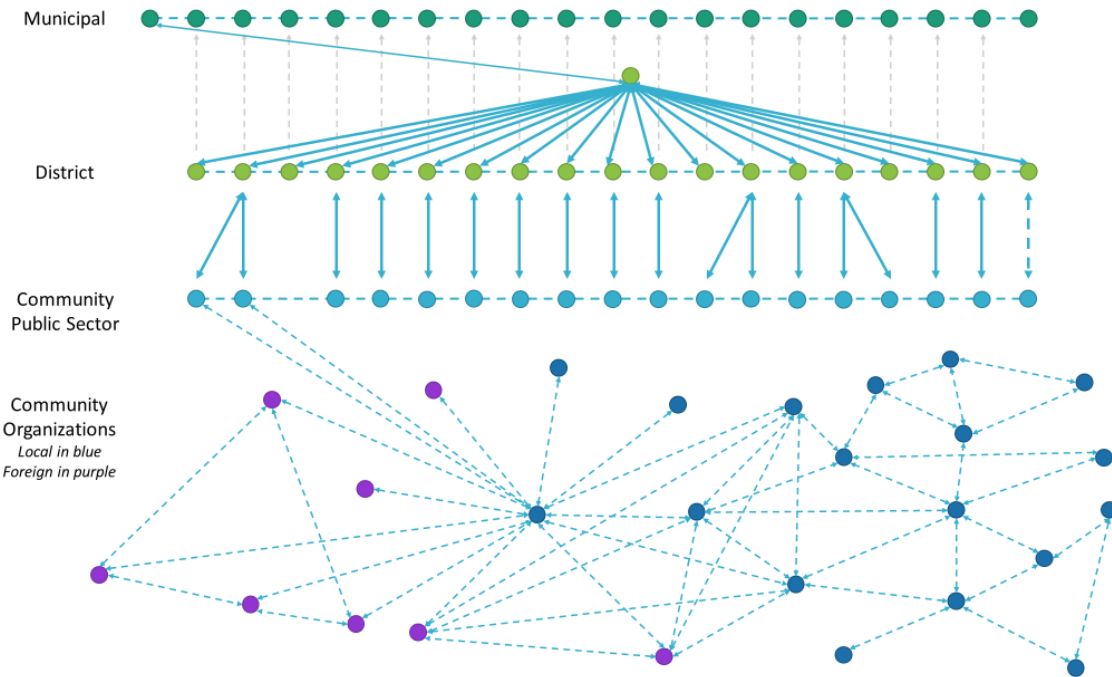 Municipal
District
Community
Public Sector
Community
Organizations
Local in blue
Foreign in purple